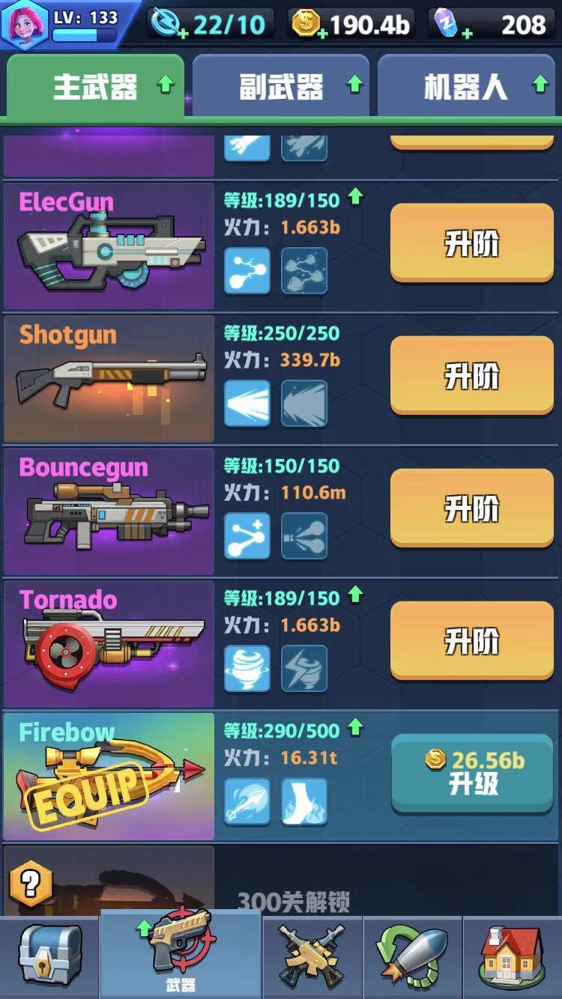 LV: 133
22/10
190.4b
208
主武器
副武器
机器人
ElecGun
等级:189/150
火力: 1.663b
升阶
Shotgun
等级:250/250
火力: 339.7b
升阶
Bouncegun
等级:150/150
火力: 110.6m
升阶
Tornado
等级:189/150
火力: 1.663b
升阶
Firebow
EQUIP
等级:290/500
火力: 16.31t
26.56b
升级
?
300关解锁
武器